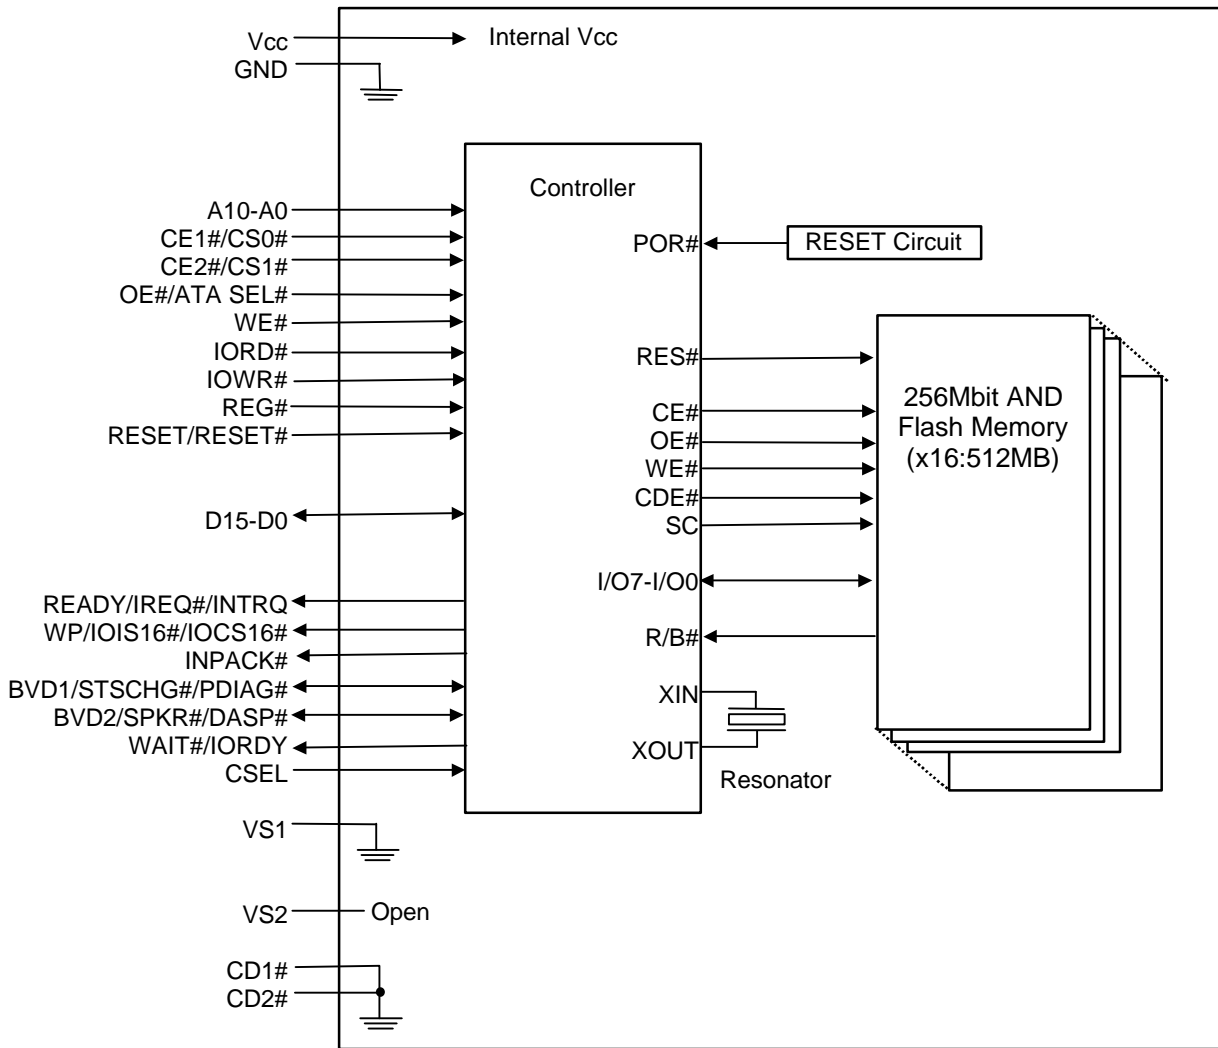 Vcc
Internal Vcc
GND
Controller
A10-A0
CE1#/CS0#
CE2#/CS1#
OE#/ATA SEL#
WE#
IORD#
IOWR#
REG#
RESET/RESET#
D15-D0
READY/IREQ#/INTRQ
WP/IOIS16#/IOCS16#
INPACK#
BVD1/STSCHG#/PDIAG#
BVD2/SPKR#/DASP#
WAIT#/IORDY
CSEL
VS1
VS2
Open
CD1#
CD2#
POR#
RESET Circuit
RES#
CE#
OE#
WE#
CDE#
SC
I/O7-I/O0
R/B#
XIN
XOUT
Resonator
256Mbit AND
Flash Memory
(x16:512MB)